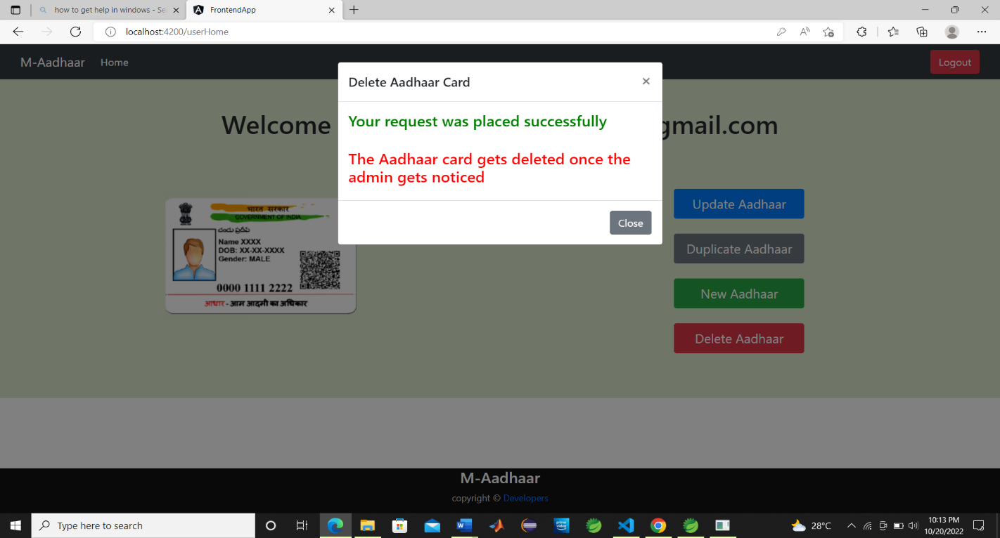 how to get help in windows - Se
FrontendApp
localhost:4200/userHome
M-Aadhaar
Home
Logout
Delete Aadhaar Card
×
Your request was placed successfully
The Aadhaar card gets deleted once the
admin gets noticed
Close
Welcome
gmail.com
Update Aadhaar
Duplicate Aadhaar
New Aadhaar
Delete Aadhaar
भारत सरकार
GOVERNMENT OF INDIA
Name XXXX
DOB: XX-XX-XXXX
Gender: MALE
0000 1111 2222
आधार - आम आदमी का अधिकार
M-Aadhaar
copyright © Developers
Type here to search
prime video
28°C
10:13 PM
10/20/2022